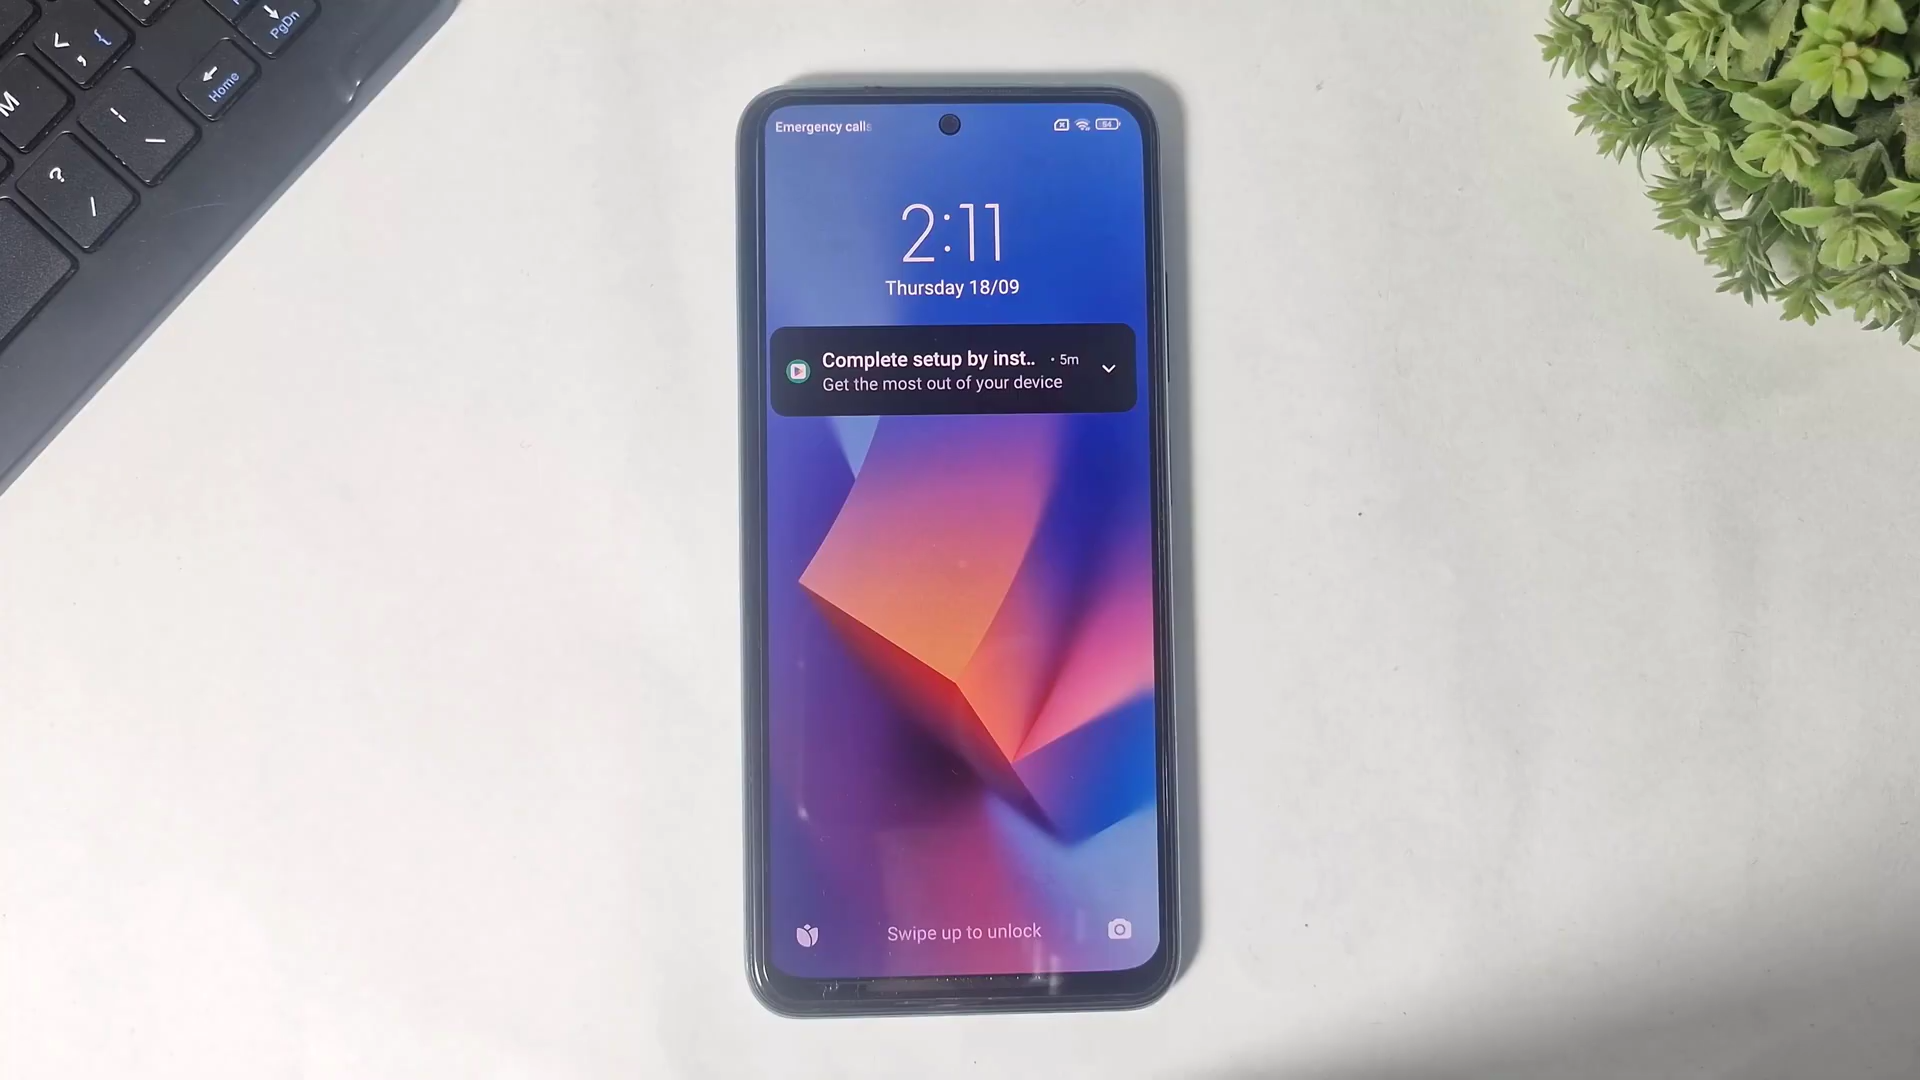 Emergency calls
54
2:11
Thursday 18/09
Complete setup by inst.. • 5m
Get the most out of your device
Swipe up to unlock
< {
,
PgDn
Home
M
|
\
?
/